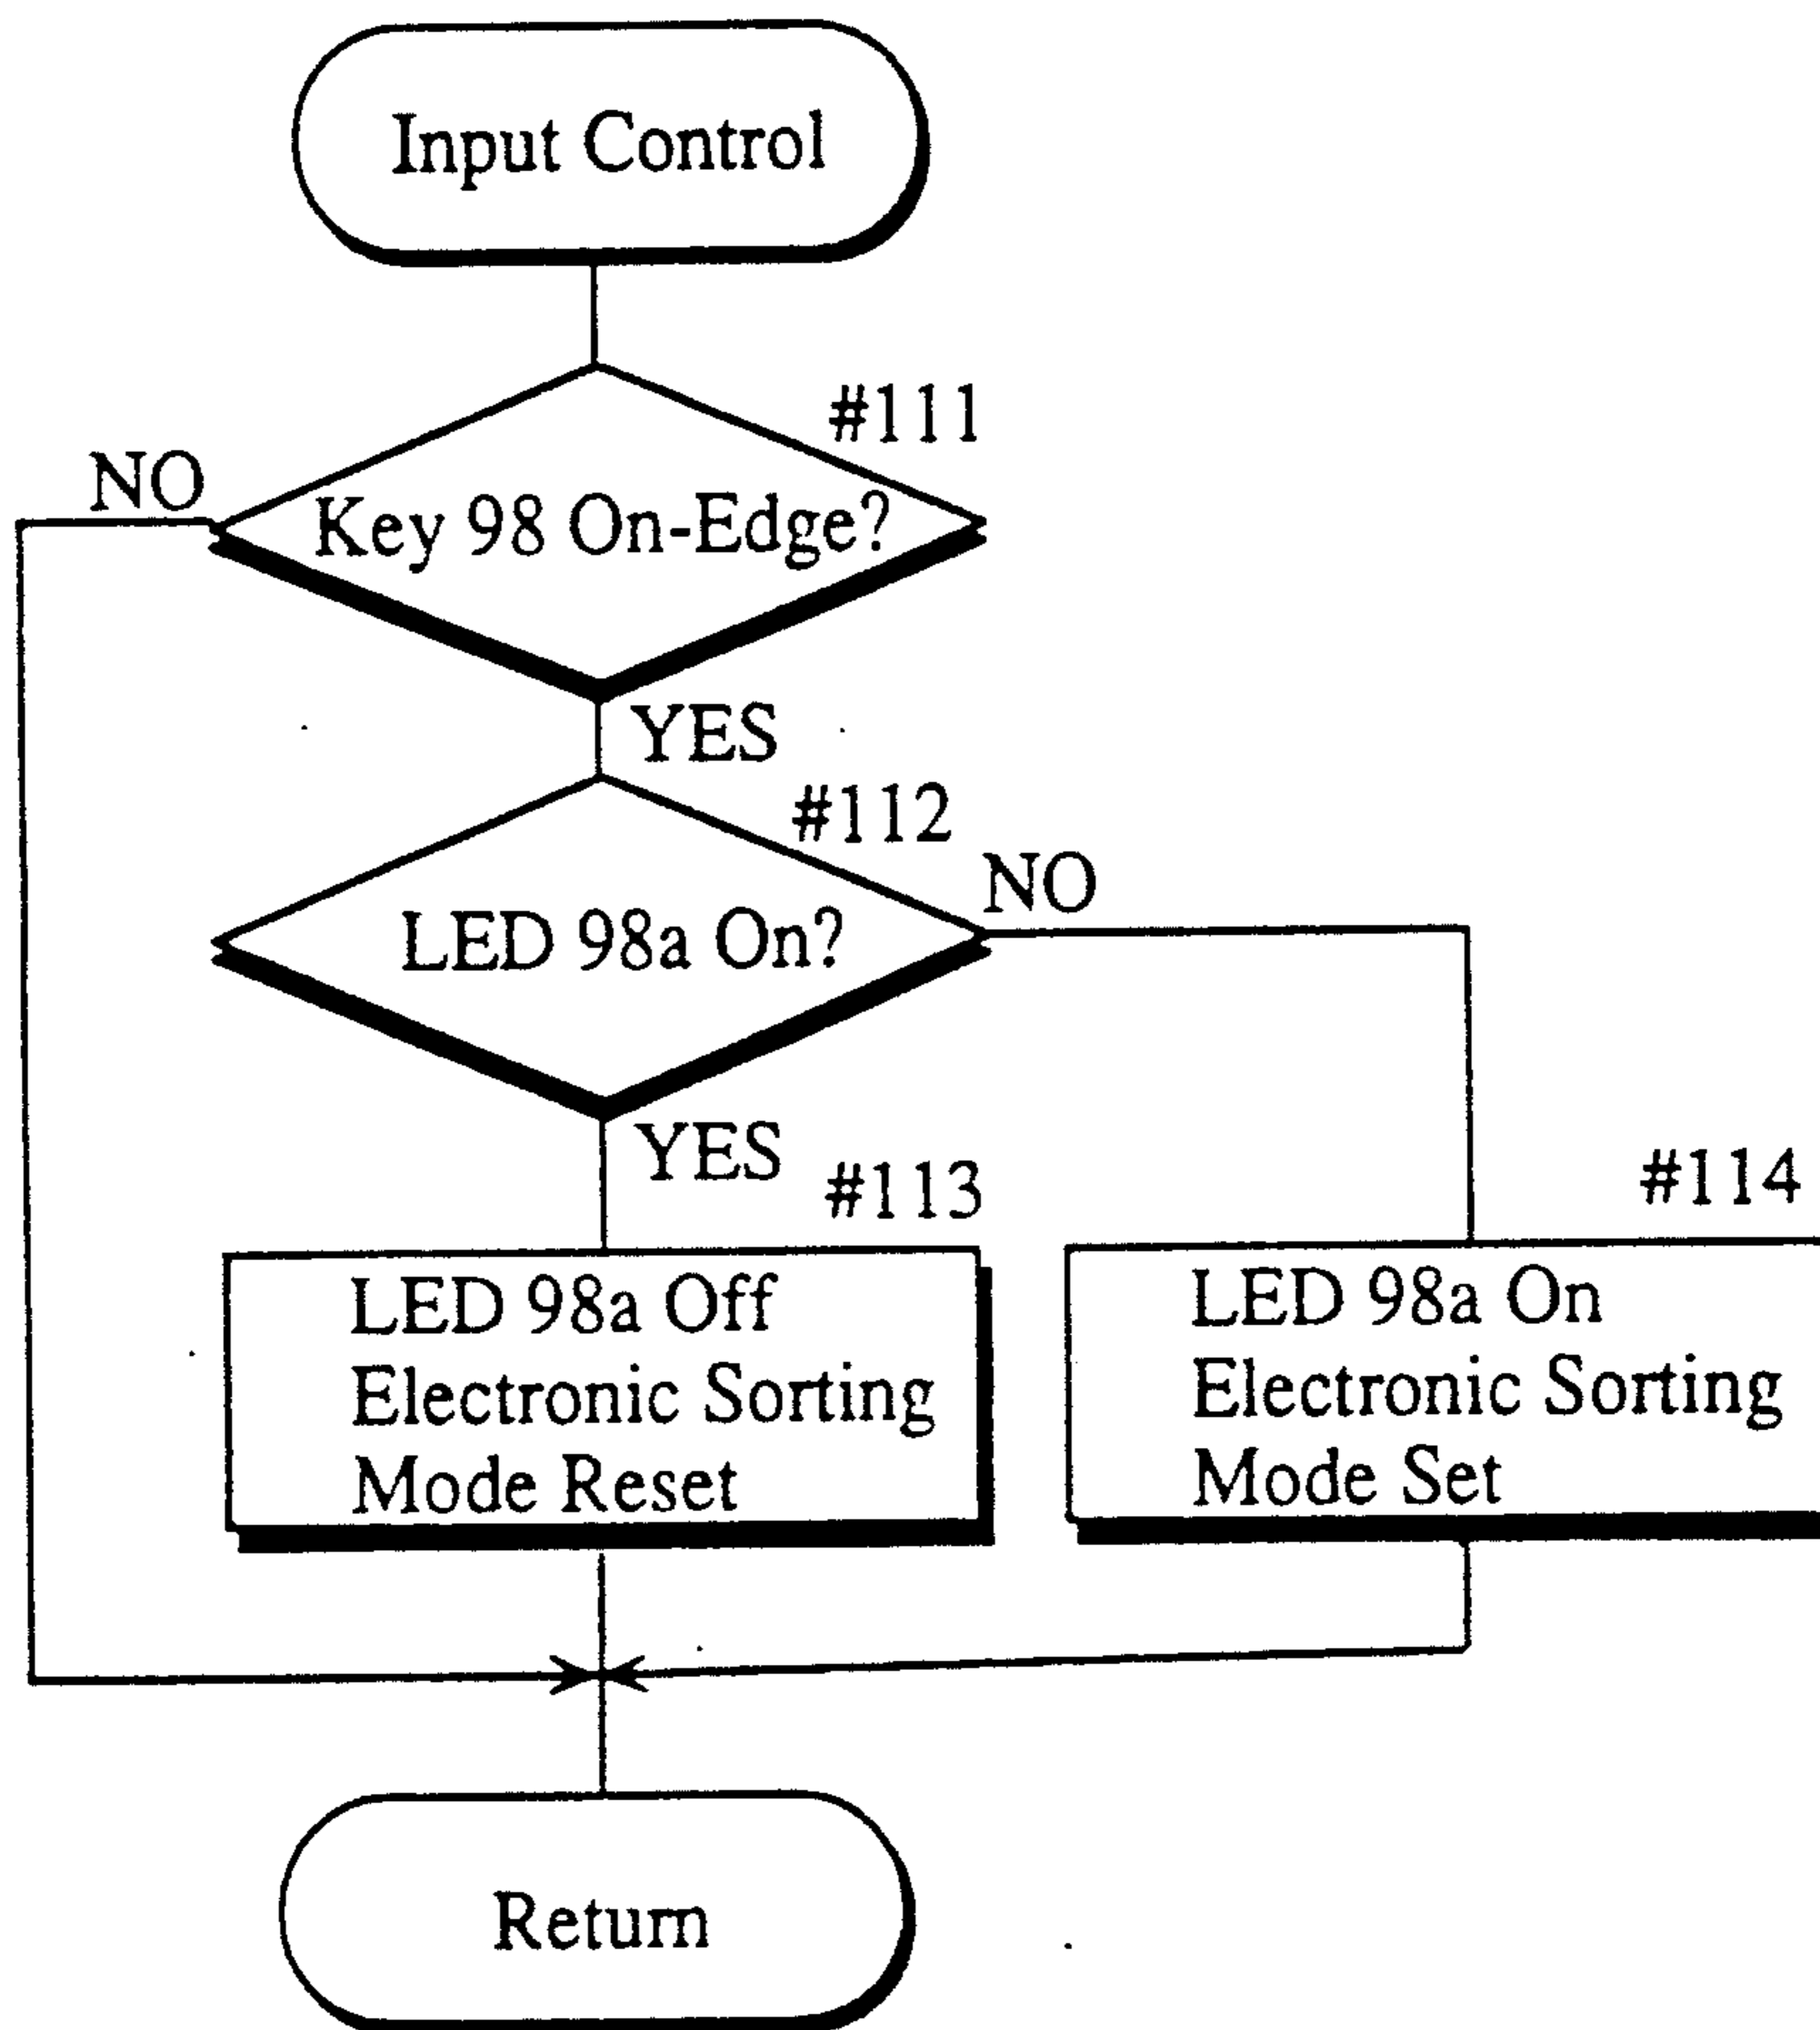 Input Control
#111
NO
Key 98 On-Edge?
YES
#112
NO
LED 98a On?
YES
#113
#114
LED 98a Off
Electronic Sorting
Mode Reset
LED 98a On
Electronic Sorting
Mode Set
Return